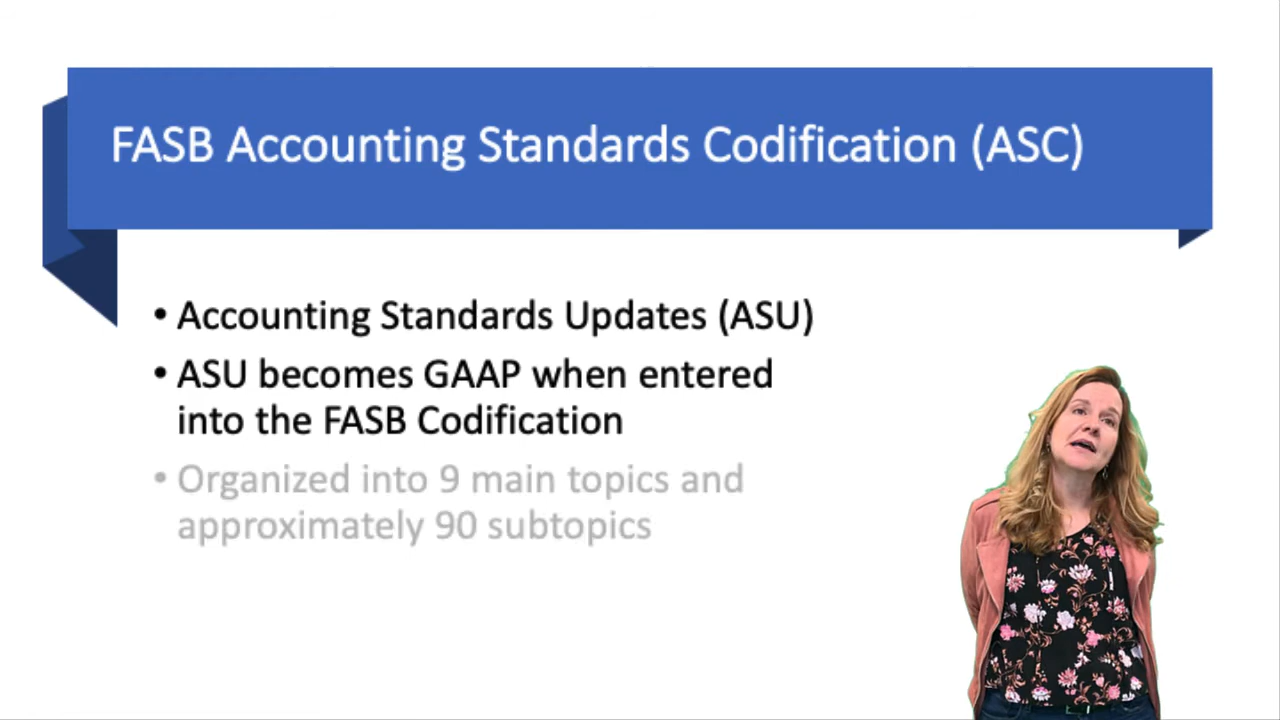 FASB Accounting Standards Codification (ASC)
• Accounting Standards Updates (ASU)
• ASU becomes GAAP when entered
into the FASB Codification
• Organized into 9 main topics and
approximately 90 subtopics